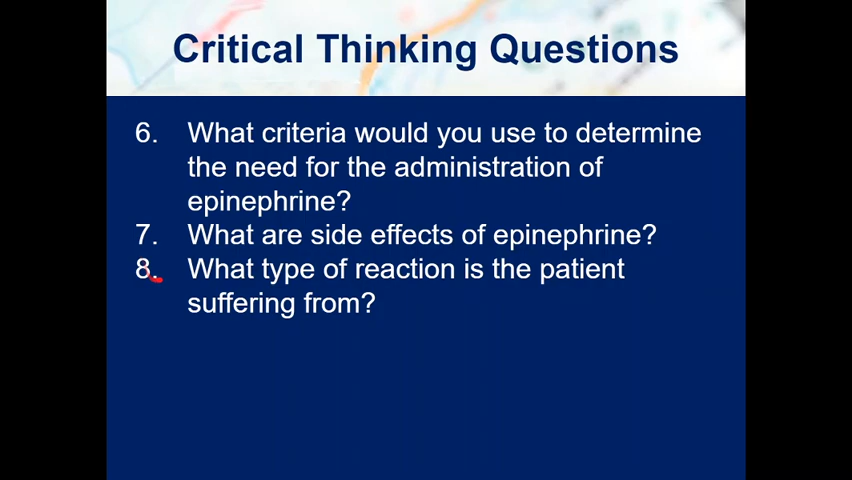 Critical Thinking Questions
6. What criteria would you use to determine
the need for the administration of
epinephrine?
7. What are side effects of epinephrine?
8. What type of reaction is the patient
suffering from?